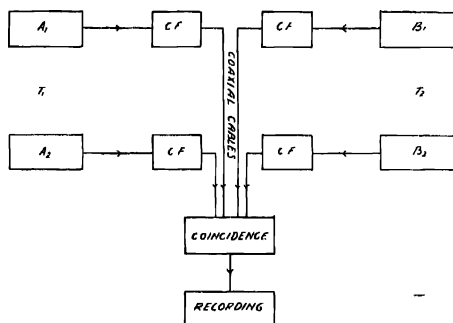 A1 CF CF B1
COAXIAL CABLES
T1 T2
A2 CF CF B2
COINCIDENCE
RECORDING